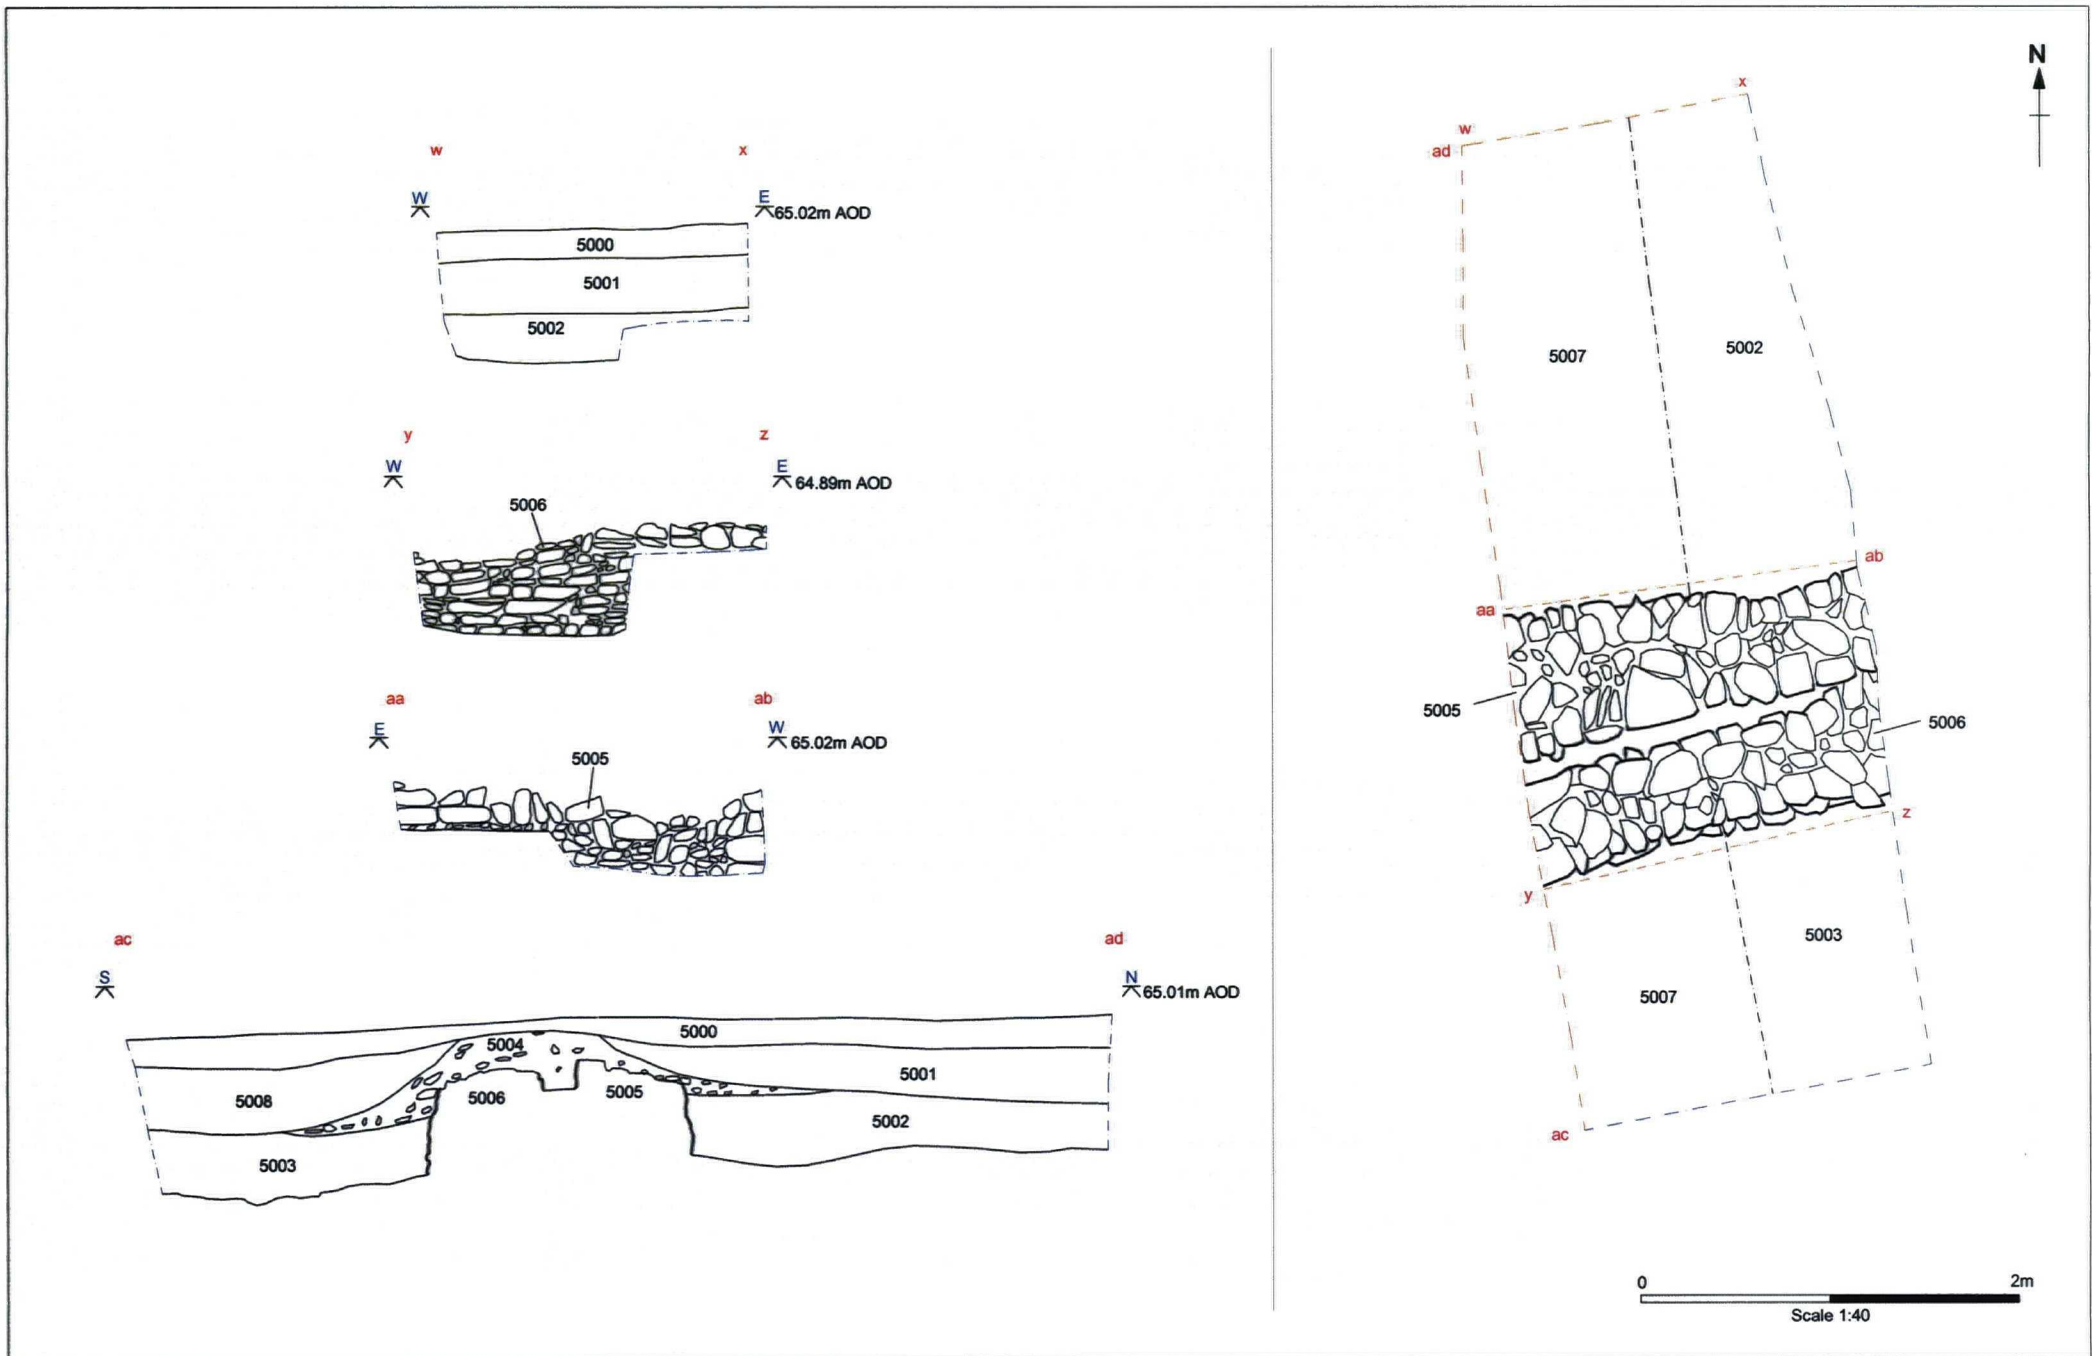 w x
W E
65.02m AOD
5000
5001
5002
y z
W E
64.89m AOD
5006
aa ab
E W
65.02m AOD
5005
ac ad
S N
65.01m AOD
5000
5004
5001
5008
5006 5005
5002
5003
N
x
w
ad
5007 5002
ab
aa
5005
5006
z
y
5003
5007
ac
0 2m
Scale 1:40